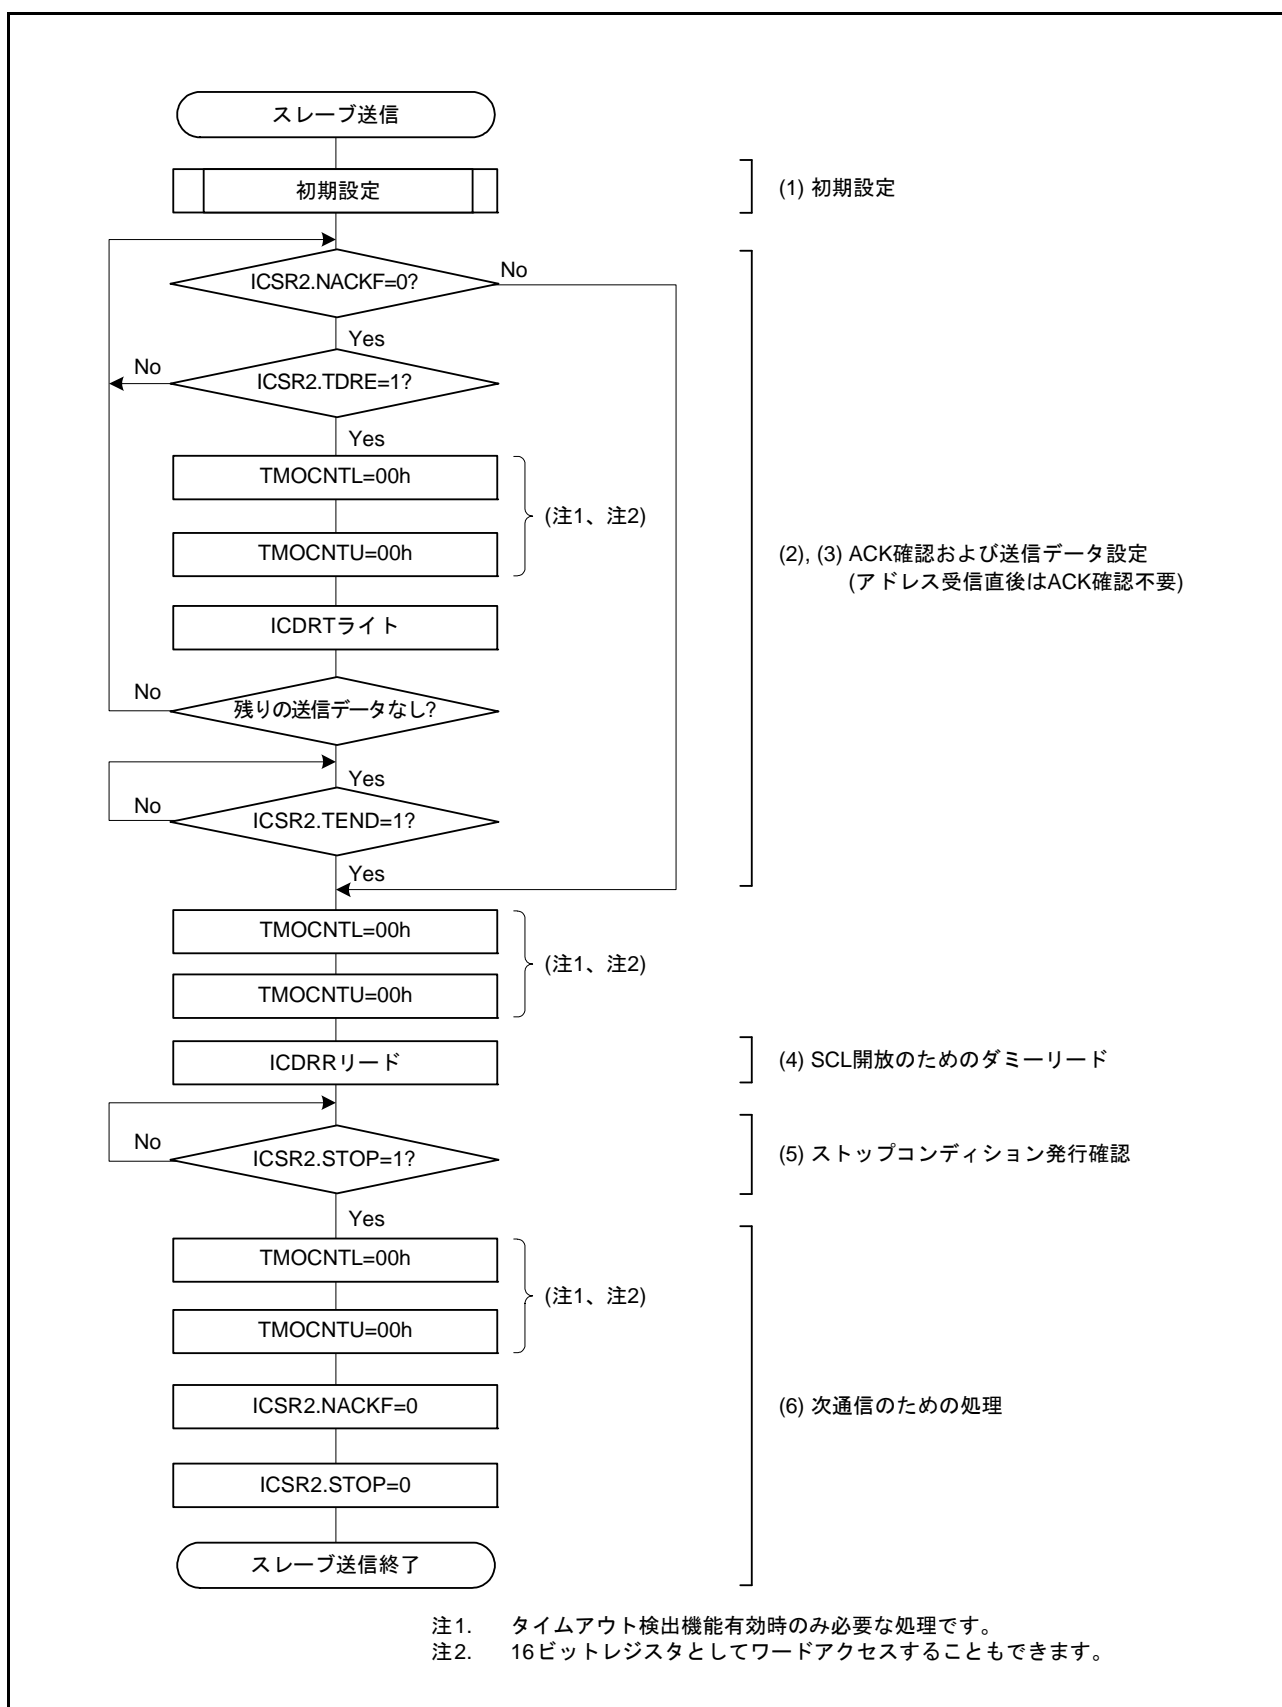 スレーブ送信
初期設定
(1) 初期設定
ICSR2.NACKF=0?
No
Yes
No
ICSR2.TDRE=1?
Yes
TMOCNTL=00h
(注1、注2)
TMOCNTU=00h
(2), (3) ACK確認および送信データ設定
(アドレス受信直後はACK確認不要)
ICDRTライト
No
残りの送信データなし?
Yes
No
ICSR2.TEND=1?
Yes
TMOCNTL=00h
(注1、注2)
TMOCNTU=00h
ICDRRリード
(4) SCL開放のためのダミーリード
No
ICSR2.STOP=1?
(5) ストップコンディション発行確認
Yes
TMOCNTL=00h
(注1、注2)
TMOCNTU=00h
ICSR2.NACKF=0
(6) 次通信のための処理
ICSR2.STOP=0
スレーブ送信終了
注1. タイムアウト検出機能有効時のみ必要な処理です。
注2. 16ビットレジスタとしてワードアクセスすることもできます。